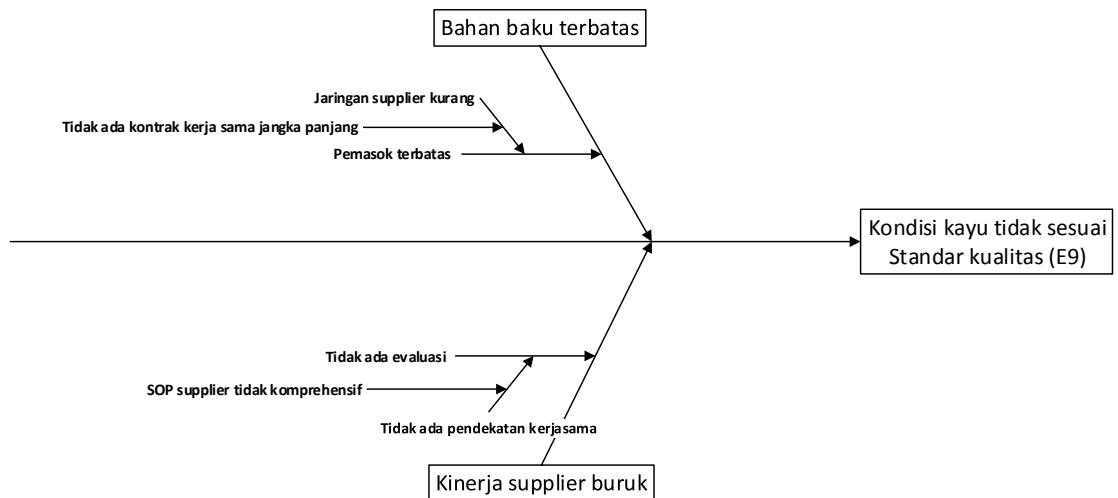 Bahan baku terbatas
Jaringan supplier kurang
Tidak ada kontrak kerja sama jangka panjang
Pemasok terbatas
Kondisi kayu tidak sesuai
Standar kualitas (E9)
Tidak ada evaluasi
SOP supplier tidak komprehensif
Tidak ada pendekatan kerjasama
Kinerja supplier buruk